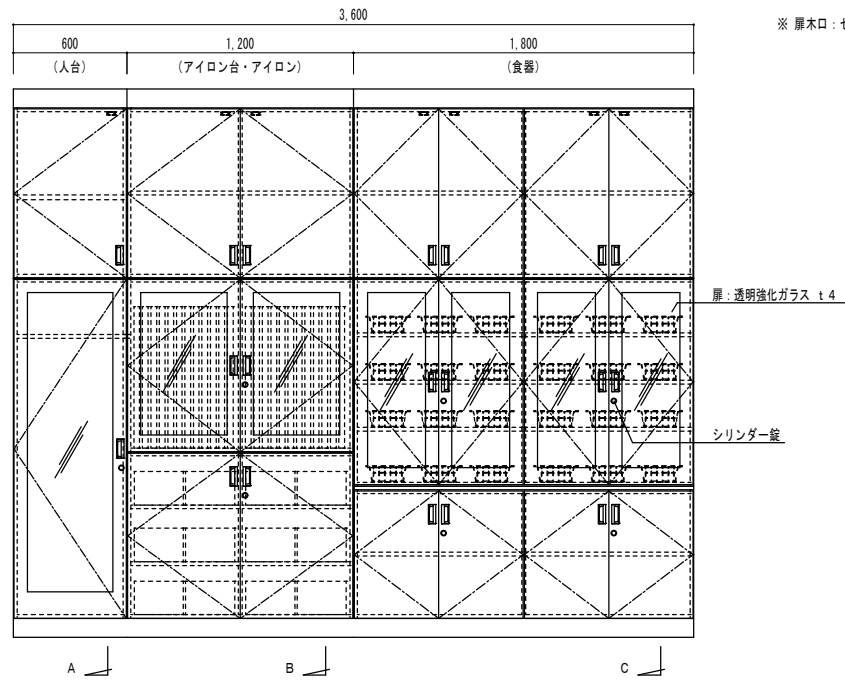 3,600
※ 扉木口：
600
1,200
1,800
(人台)
(アイロン台・アイロン)
(食器)
扉：透明強化ガラス ｔ4
シリンダー錠
A
B
C